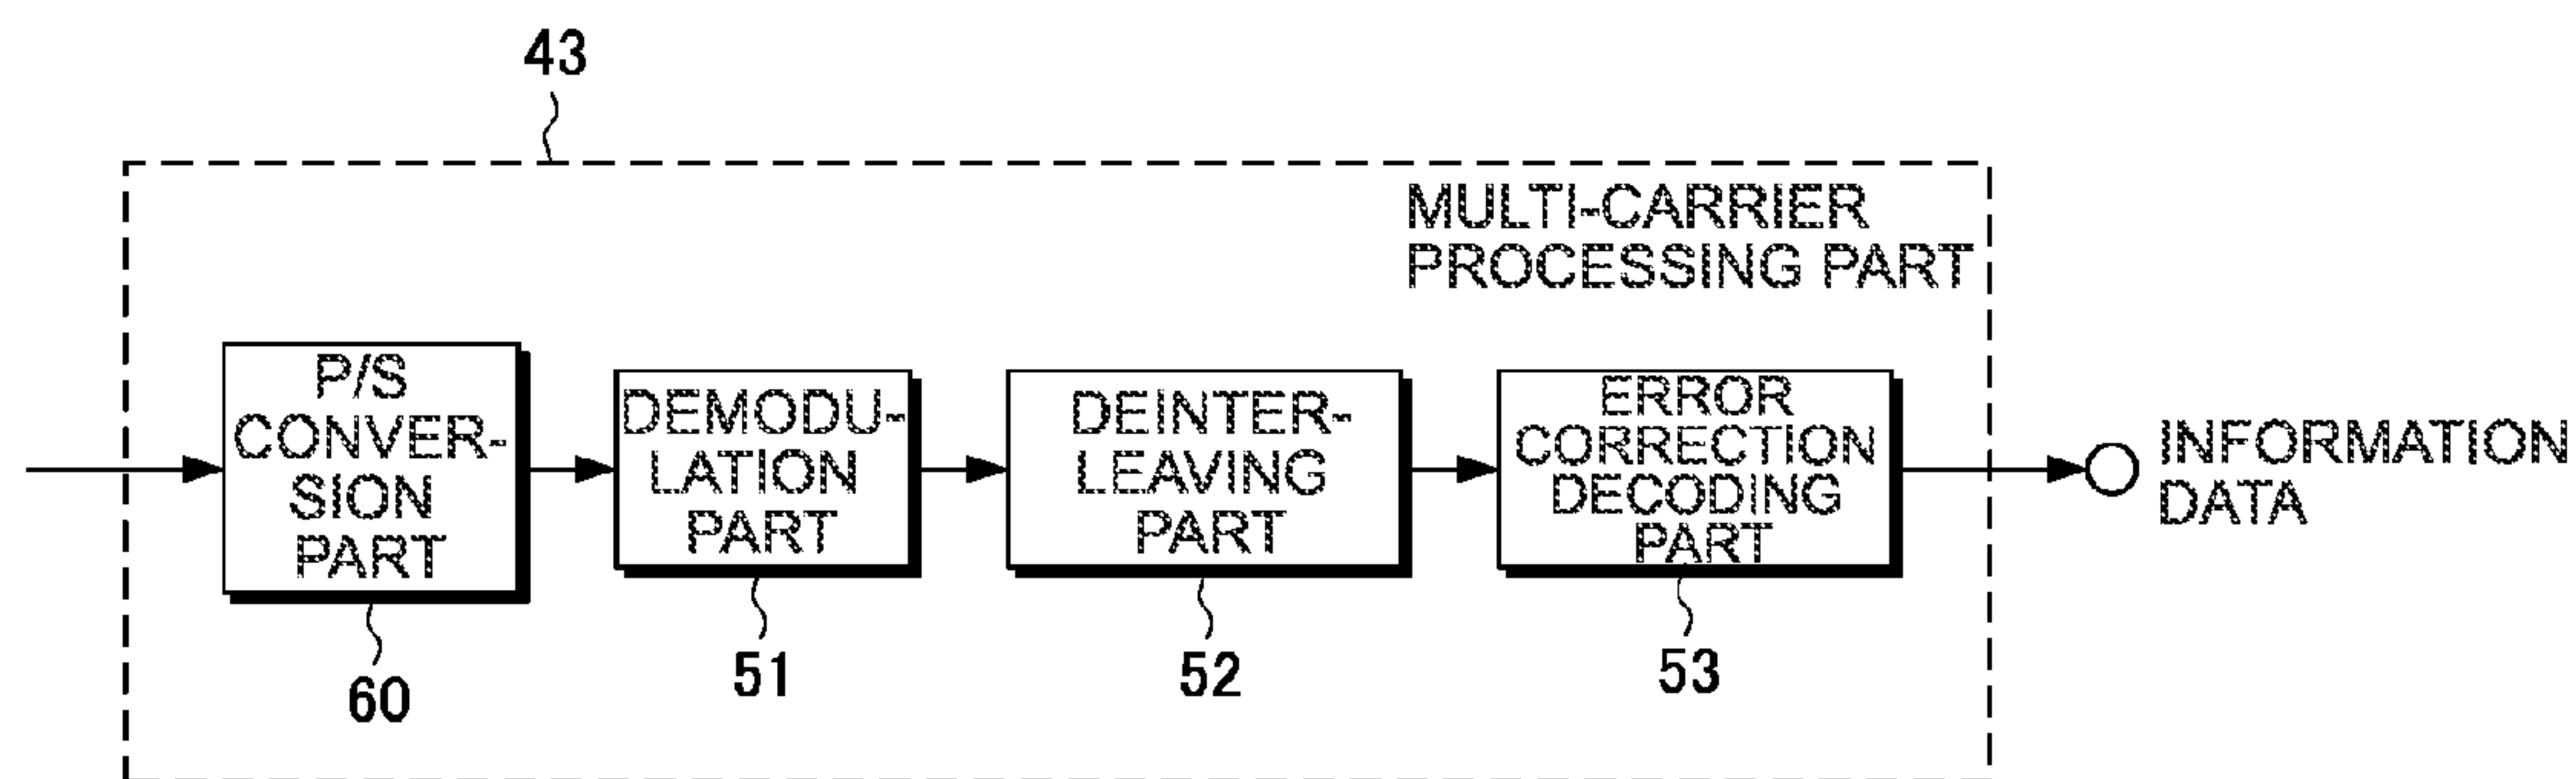 43
MULTI-CARRIER
PROCESSING PART
P/S
CONVER-
SION
PART
DEMODU-
LATION
PART
DEINTER-
LEAVING
PART
ERROR
CORRECTION
DECODING
PART
INFORMATION
DATA
60
51
52
53